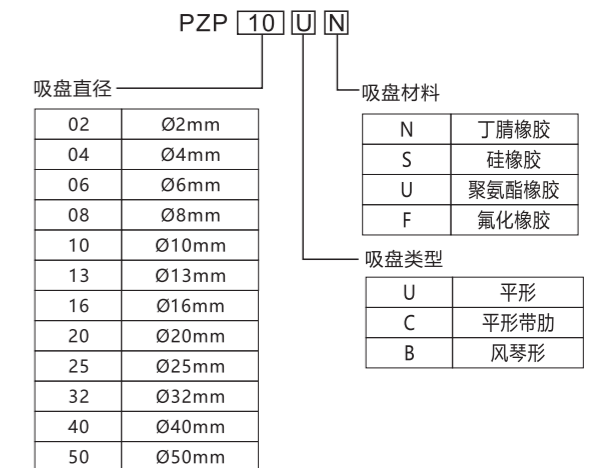 PZP 10 U N
吸盘直径
02 Ø2mm
04 Ø4mm
06 Ø6mm
08 Ø8mm
10 Ø10mm
13 Ø13mm
16 Ø16mm
20 Ø20mm
25 Ø25mm
32 Ø32mm
40 Ø40mm
50 Ø50mm
吸盘材料
N 丁腈橡胶
S 硅橡胶
U 聚氨酯橡胶
F 氟化橡胶
吸盘类型
U 平形
C 平形带肋
B 风琴形